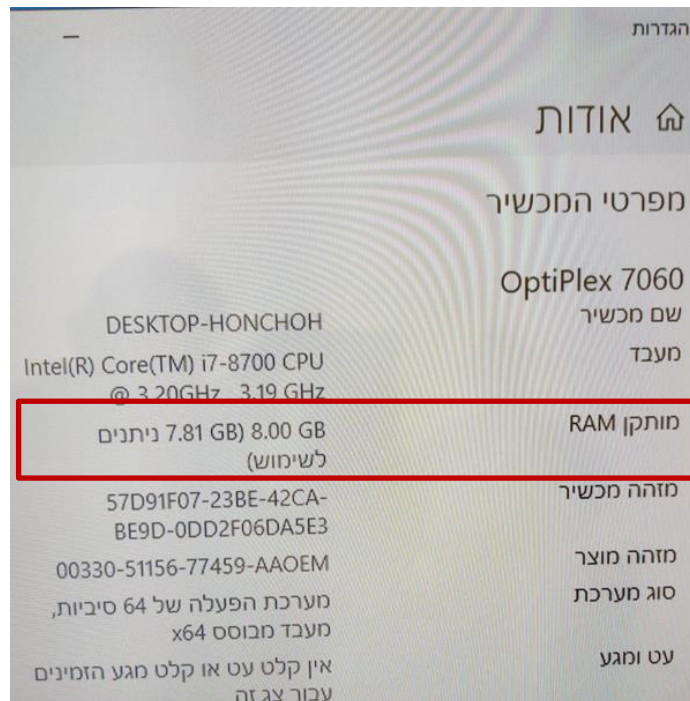 הגדרות
אודות
מפרטי המכשיר
OptiPlex 7060
שם מכשיר
DESKTOP-HONCHOH
מעבד
Intel(R) Core(TM) i7-8700 CPU
@ 3.20GHz 3.19 GHz
מותקן RAM
8.00 GB (7.81 GB ניתנים
לשימוש)
מזהה מכשיר
57D91F07-23BE-42CA-
BE9D-0DD2F06DA5E3
מזהה מוצר
00330-51156-77459-AAOEM
סוג מערכת
מערכת הפעלה של 64 סיביות,
מעבד מבוסס x64
עט ומגע
אין קלט עט או קלט מגע הזמינים
עבור צג זה